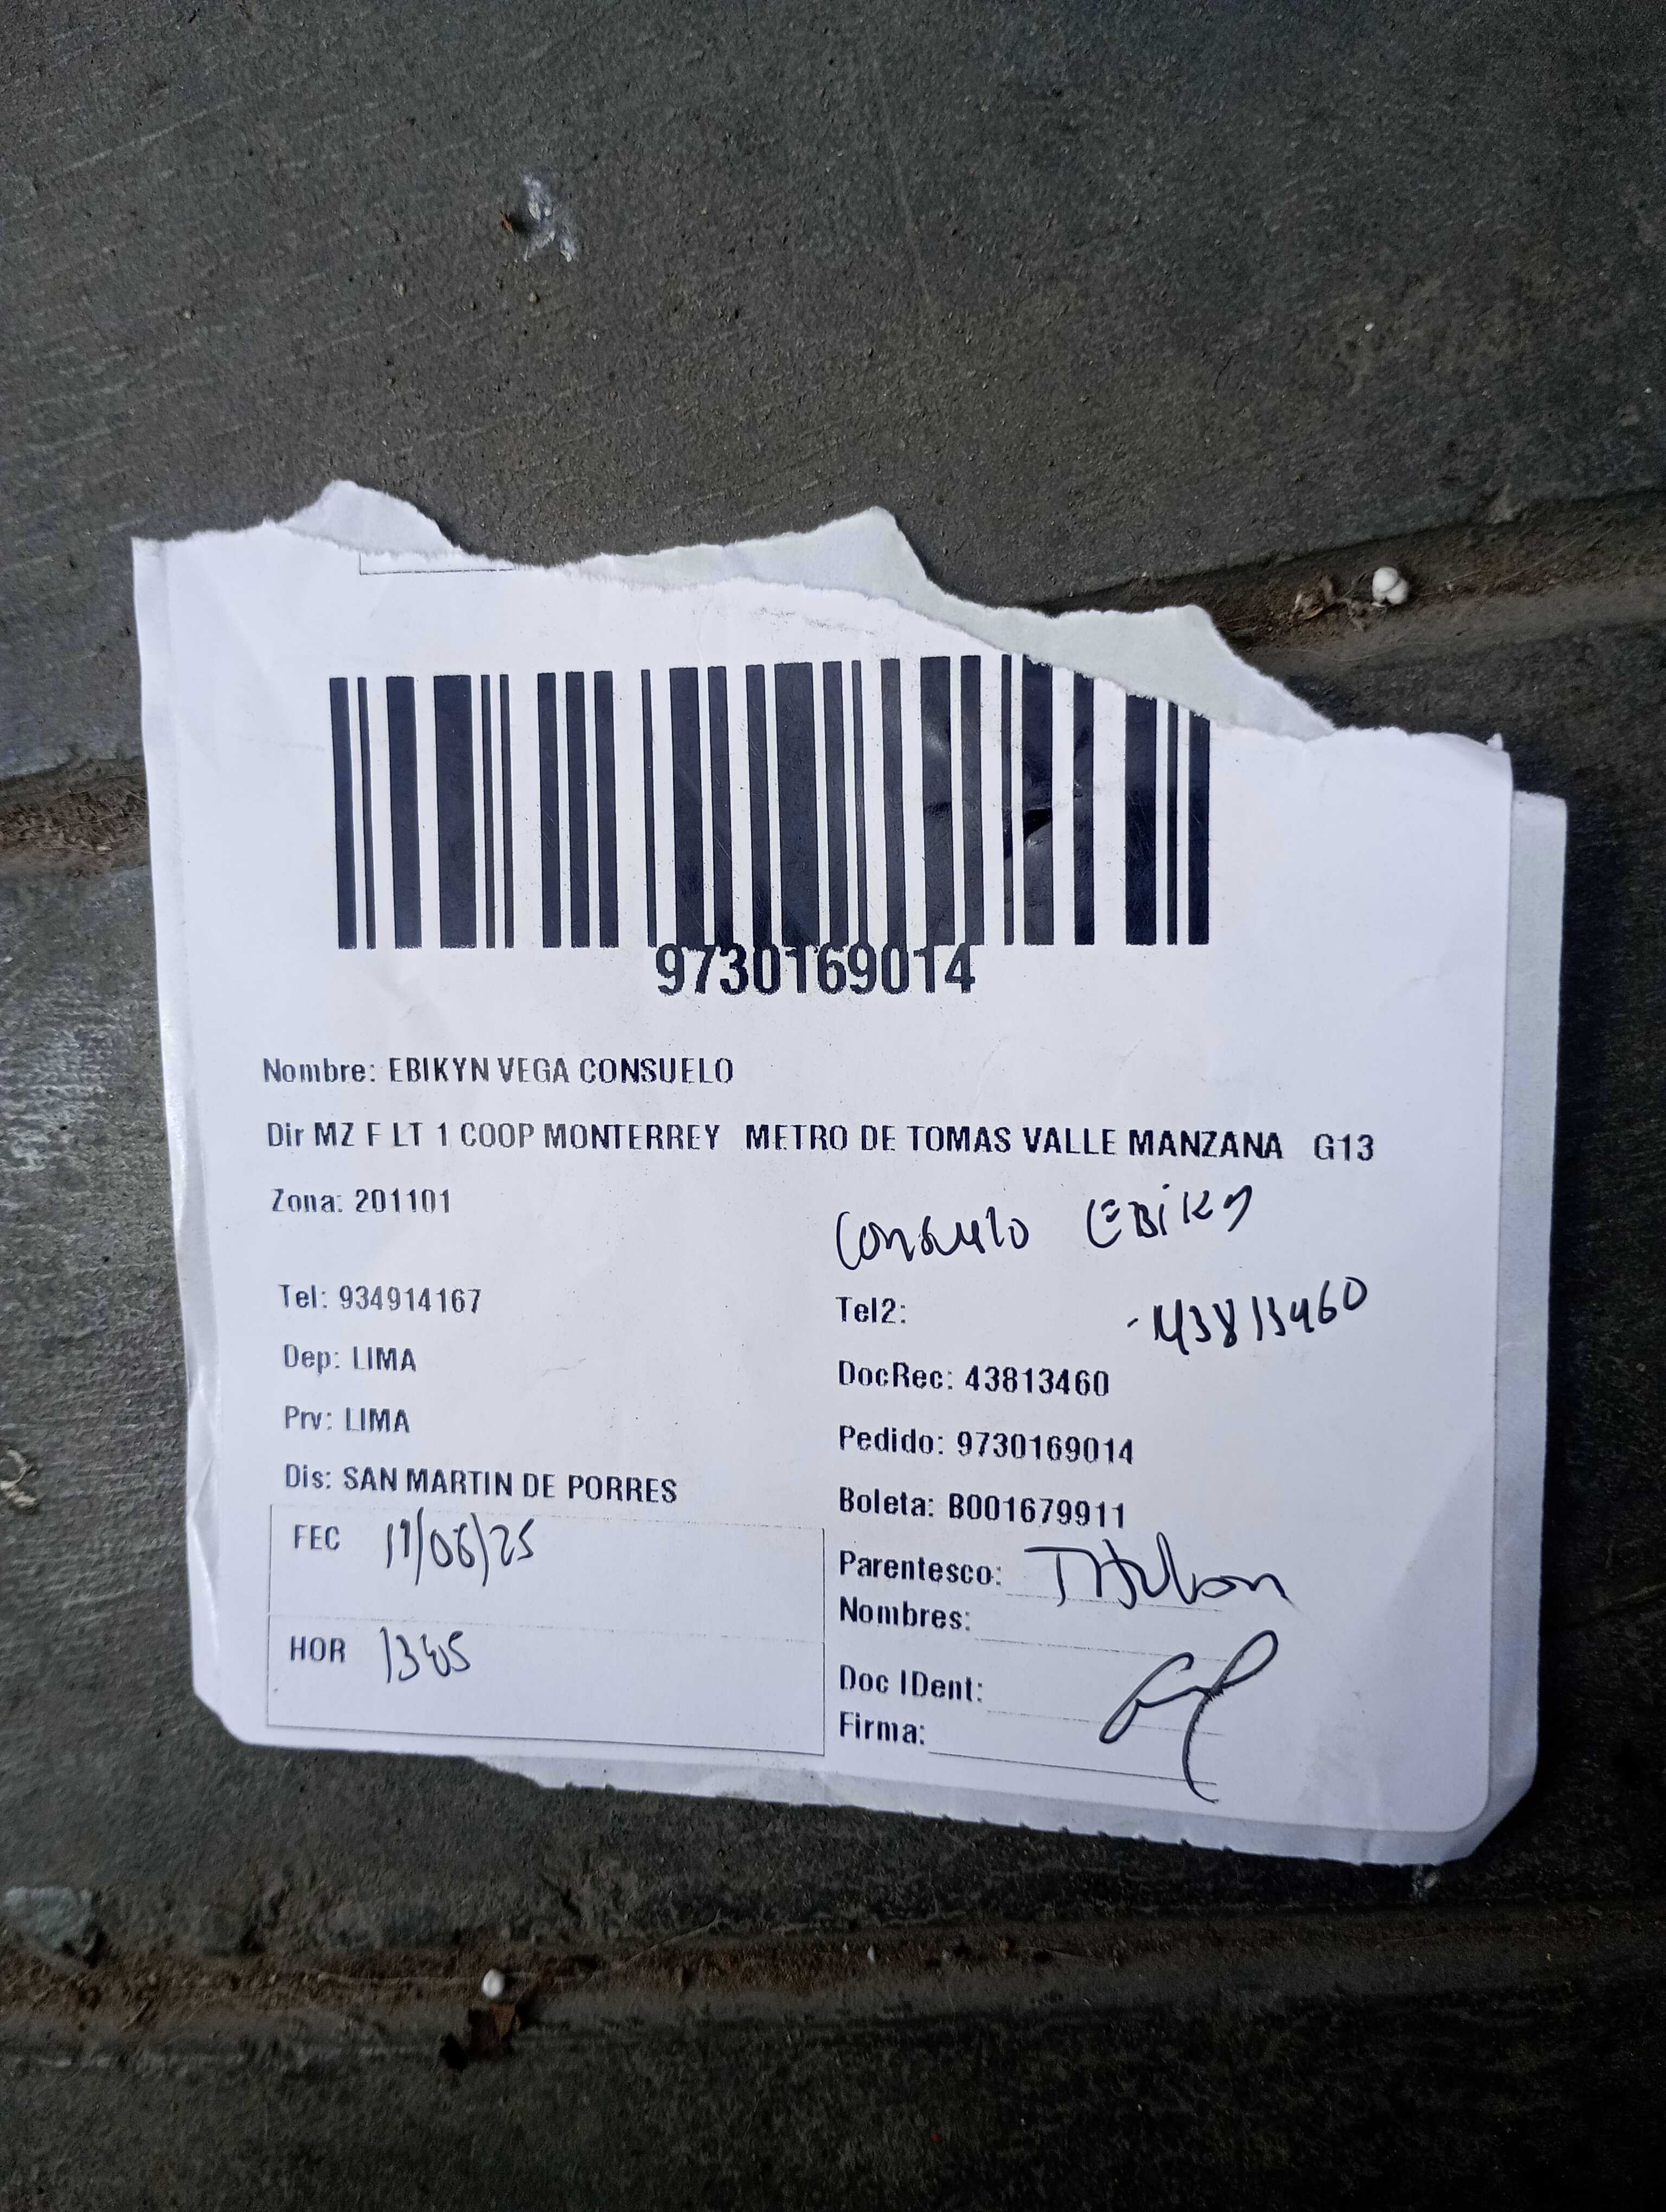 9730169014
Nombre: EBIKYN VEGA CONSUELO
Dir MZ F LT 1 COOP MONTERREY METRO DE TOMAS VALLE MANZANA G13
Zona: 201101
Consuelo EBiky
Tel: 934914167
Tel2:
- 43813460
Dep: LIMA
DocRec: 43813460
Prv: LIMA
Pedido: 9730169014
Dis: SAN MARTIN DE PORRES
Boleta: B001679911
FEC 11/06/25
Parentesco:
Nombres:
HOR
Doc IDent:
Firma: